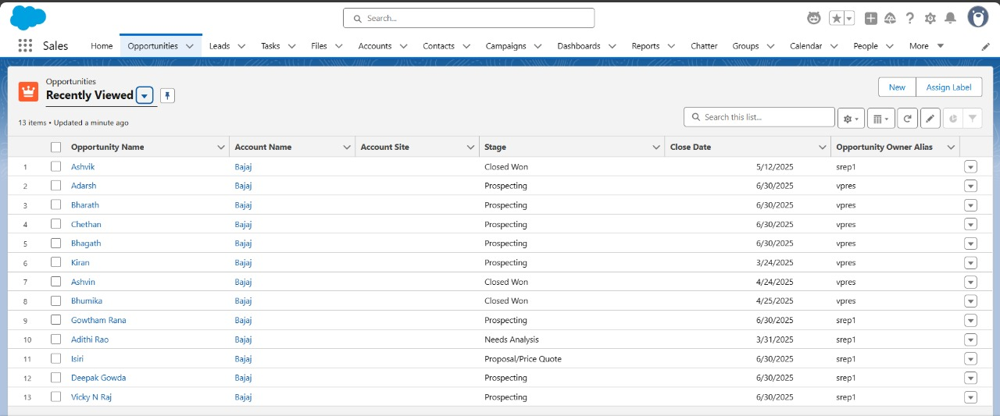 Search...
Sales Home Opportunities Leads Tasks Files Accounts Contacts Campaigns Dashboards Reports Chatter Groups Calendar People More
Opportunities
Recently Viewed
New Assign Label
13 items • Updated a minute ago
Search this list...
Opportunity Name Account Name Account Site Stage Close Date Opportunity Owner Alias
1 Ashvik Bajaj Closed Won 5/12/2025 srep1
2 Adarsh Bajaj Prospecting 6/30/2025 vpres
3 Bharath Bajaj Prospecting 6/30/2025 vpres
4 Chethan Bajaj Prospecting 6/30/2025 vpres
5 Bhagath Bajaj Prospecting 6/30/2025 vpres
6 Kiran Bajaj Prospecting 3/24/2025 vpres
7 Ashvin Bajaj Closed Won 4/24/2025 vpres
8 Bhumika Bajaj Closed Won 4/25/2025 vpres
9 Gowtham Rana Bajaj Prospecting 6/30/2025 srep1
10 Adithi Rao Bajaj Needs Analysis 3/31/2025 srep1
11 Isiri Bajaj Proposal/Price Quote 6/30/2025 srep1
12 Deepak Gowda Bajaj Prospecting 6/30/2025 srep1
13 Vicky N Raj Bajaj Prospecting 6/30/2025 srep1